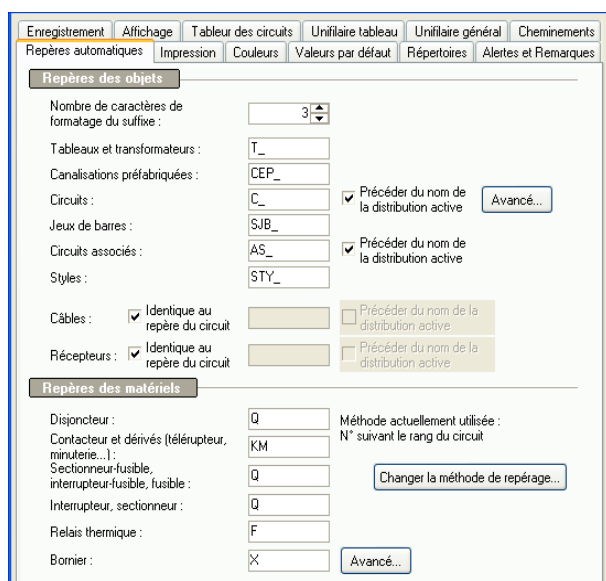 Enregistrement Affichage Tableur des circuits Unifilaire tableau Unifilaire général Cheminements
Repères automatiques Impression Couleurs Valeurs par défaut Répertoires Alertes et Remarques
Repères des objets
Nombre de caractères de
formatage du suffixe : 3
Tableaux et transformateurs : T_
Canalisations préfabriquées : CEP_
Circuits : C_ Précéder du nom de
la distribution active Avancé...
Jeux de barres : SJB_
Circuits associés : AS_ Précéder du nom de
la distribution active
Styles : STY_
Câbles : Identique au
repère du circuit
Précéder du nom de la
distribution active
Récepteurs : Identique au
repère du circuit
Précéder du nom de la
distribution active
Repères des matériels
Disjoncteur : Q
Méthode actuellement utilisée :
N° suivant le rang du circuit
Contacteur et dérivés (télérupteur,
minuterie...) : KM
Sectionneur-fusible,
interrupteur-fusible, fusible : Q
Changer la méthode de repérage...
Interrupteur, sectionneur : Q
Relais thermique : F
Bornier : X Avancé...